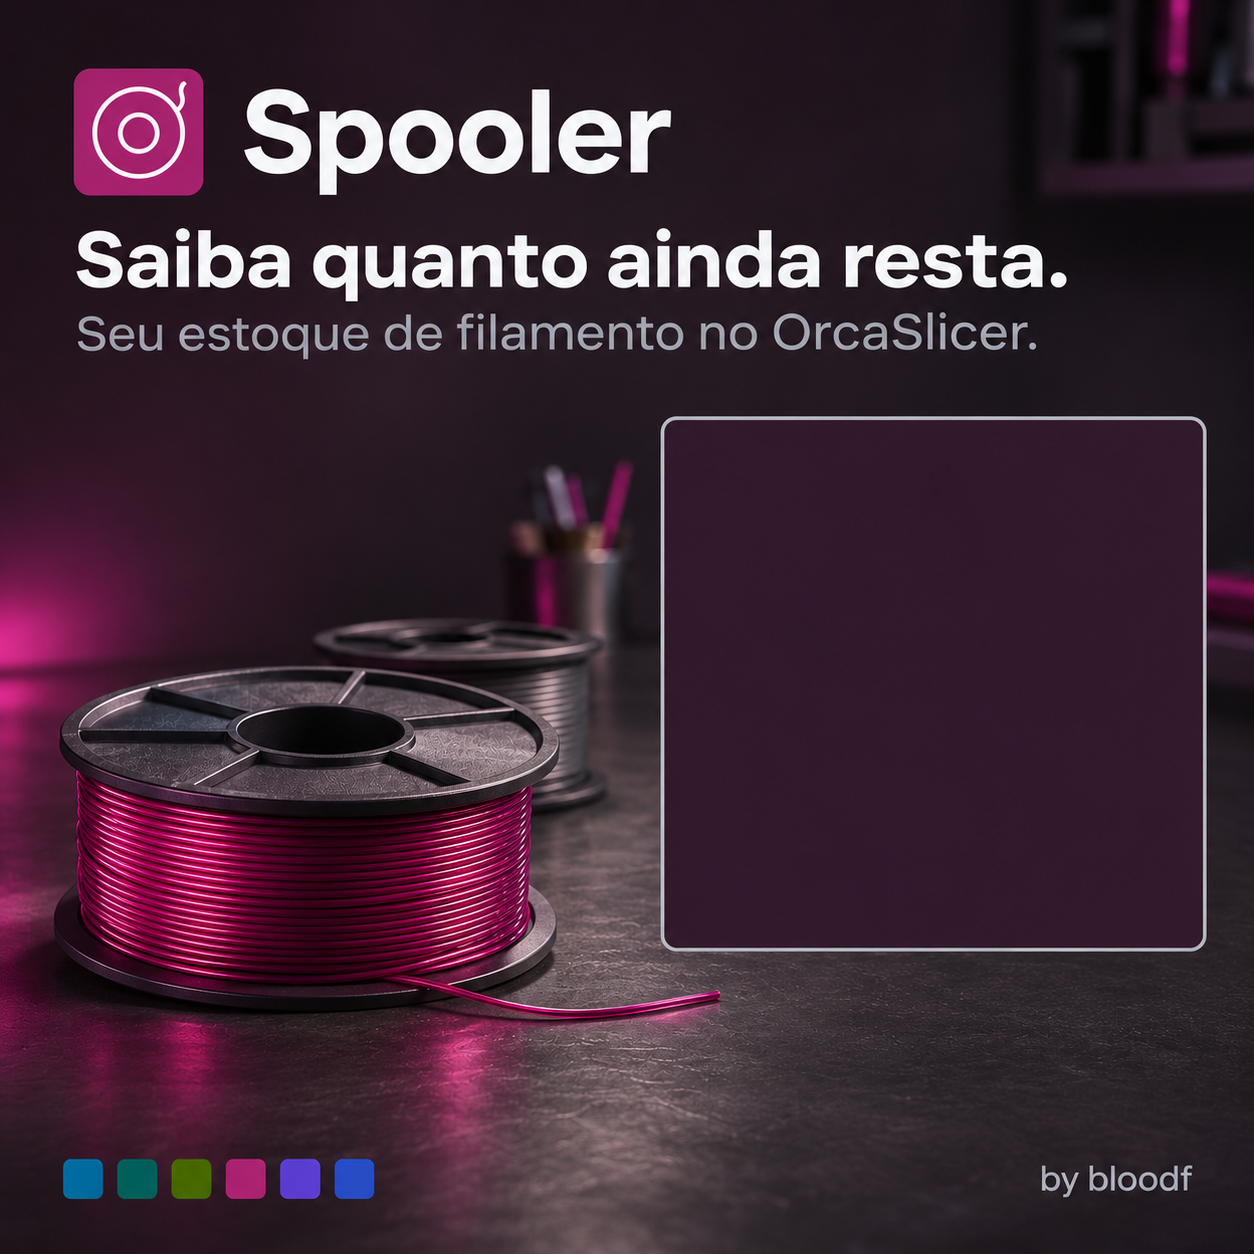 Spooler
Saiba quanto ainda resta.
Seu estoque de filamento no OrcaSlicer.
by bloodf